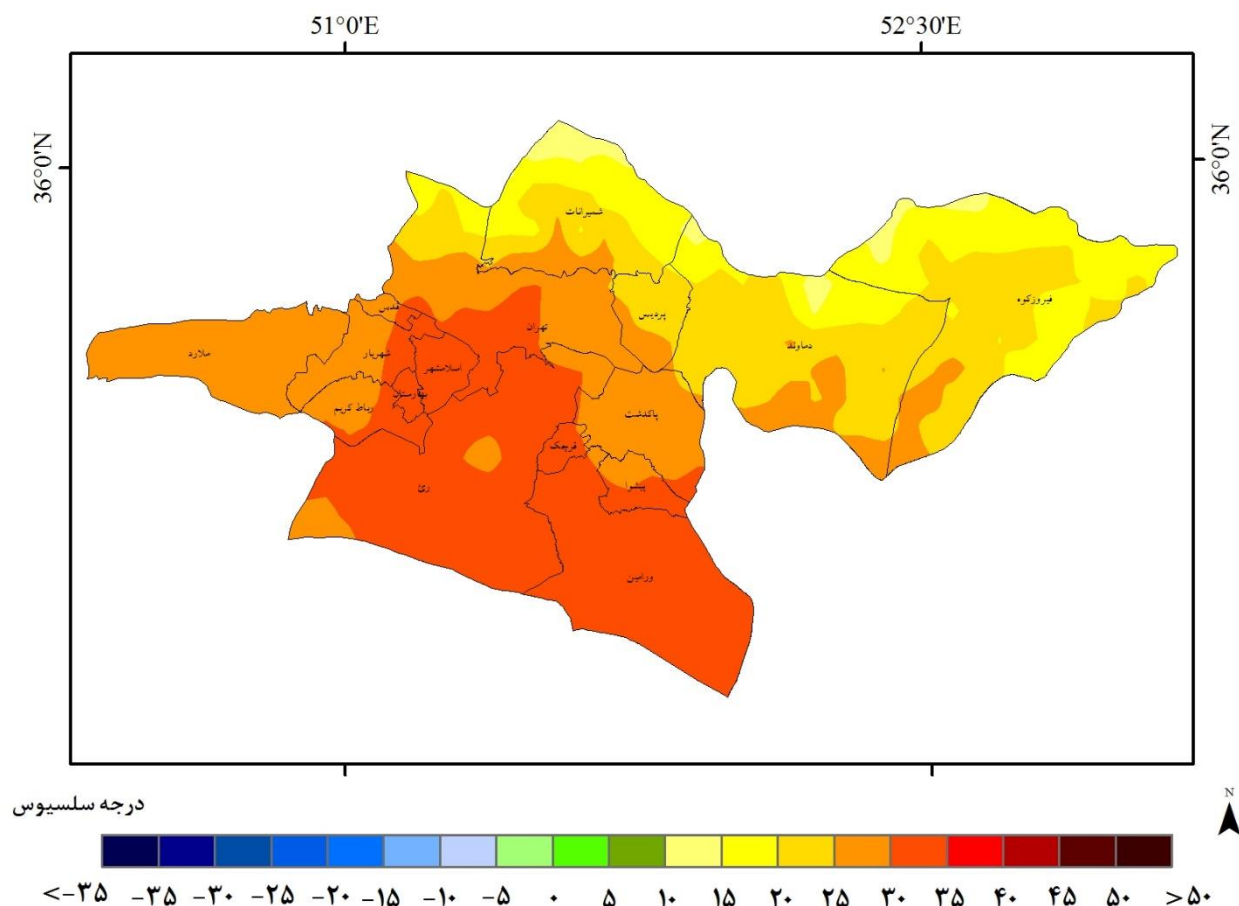 51°0'E 52°30'E
36°0'N 36°0'N
شمیرانات
فیروزکوه
پردیس
قدس
تهران
دماوند
ملارد
شهریار
اسلامشهر
بهارستان
رباط کریم
پاکدشت
قرچک
ری
پیشوا
ورامین
درجه سلسیوس
N
<-۳۵ -۳۵ -۳۰ -۲۵ -۲۰ -۱۵ -۱۰ -۵ ۰ ۵ ۱۰ ۱۵ ۲۰ ۲۵ ۳۰ ۳۵ ۴۰ ۴۵ ۵۰ >۵۰